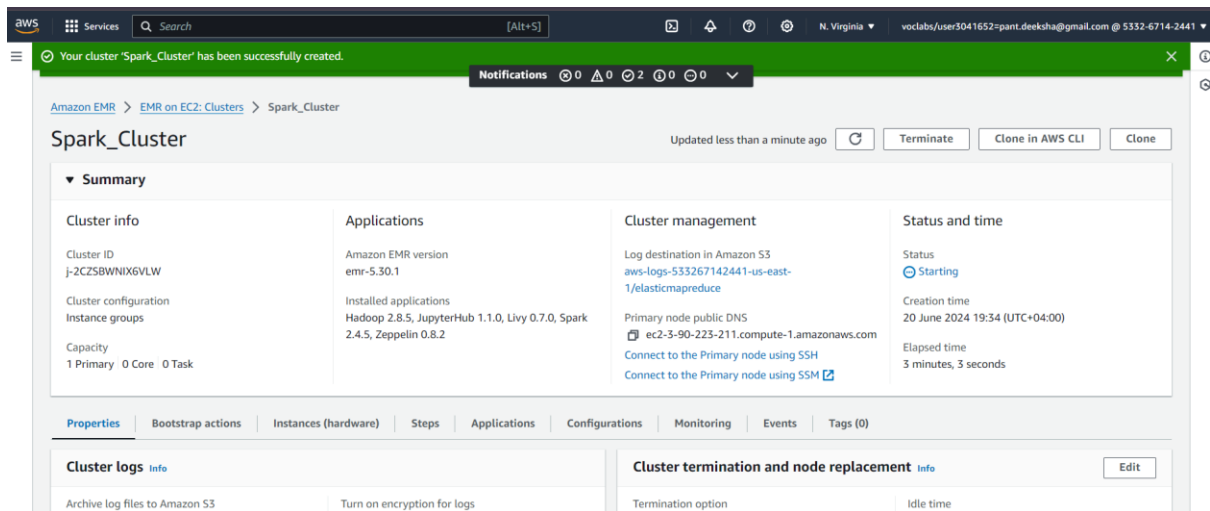 aws
Services
Search [Alt+S]
N. Virginia ▼
voclabs/user3041652=pant.deeksha@gmail.com @ 5332-6714-2441 ▼
Your cluster 'Spark_Cluster' has been successfully created.
Notifications 0 0 2 0 0
Amazon EMR > EMR on EC2: Clusters > Spark_Cluster
Spark_Cluster
Updated less than a minute ago
Terminate
Clone in AWS CLI
Clone
▼ Summary
Cluster info
Cluster ID
j-2CZSBWNIX6VLW
Cluster configuration
Instance groups
Capacity
1 Primary 0 Core 0 Task
Applications
Amazon EMR version
emr-5.30.1
Installed applications
Hadoop 2.8.5, JupyterHub 1.1.0, Livy 0.7.0, Spark
2.4.5, Zeppelin 0.8.2
Cluster management
Log destination in Amazon S3
aws-logs-533267142441-us-east-
1/elasticmapreduce
Primary node public DNS
ec2-3-90-223-211.compute-1.amazonaws.com
Connect to the Primary node using SSH
Connect to the Primary node using SSM
Status and time
Status
Starting
Creation time
20 June 2024 19:34 (UTC+04:00)
Elapsed time
3 minutes, 3 seconds
Properties
Bootstrap actions
Instances (hardware)
Steps
Applications
Configurations
Monitoring
Events
Tags (0)
Cluster logs Info
Archive log files to Amazon S3
Turn on encryption for logs
Cluster termination and node replacement Info
Edit
Termination option
Idle time